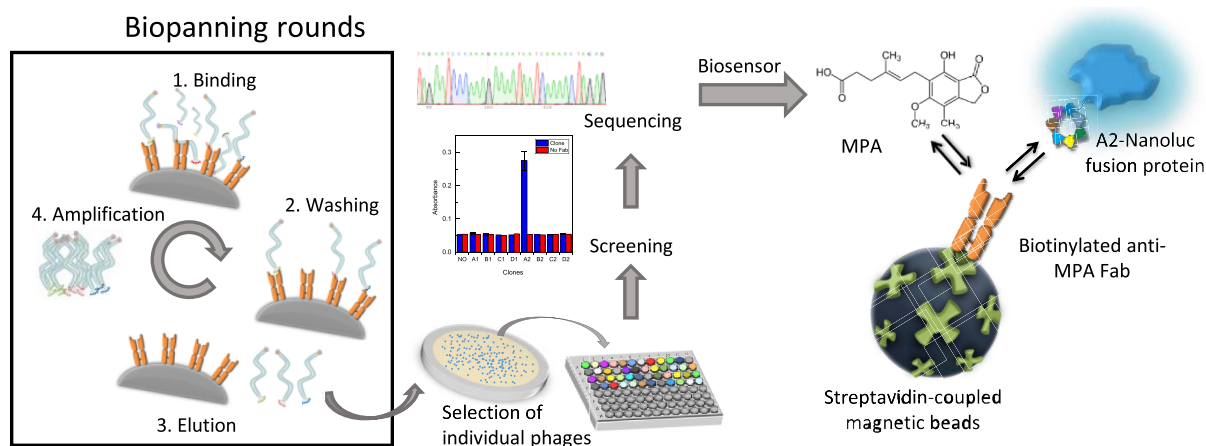 Biopanning rounds
1. Binding
2. Washing
3. Elution
4. Amplification
Selection of
individual phages
Screening
Absorbance
0.3
0.2
0.1
0.0
Clone
No Fab
NO A1 B1 C1 D1 A2 B2 C2 D2
Clones
Sequencing
Biosensor
HO
O
CH₃
OH
O
O
O
CH₃
CH₃
MPA
A2-Nanoluc
fusion protein
Biotinylated anti-
MPA Fab
Streptavidin-coupled
magnetic beads